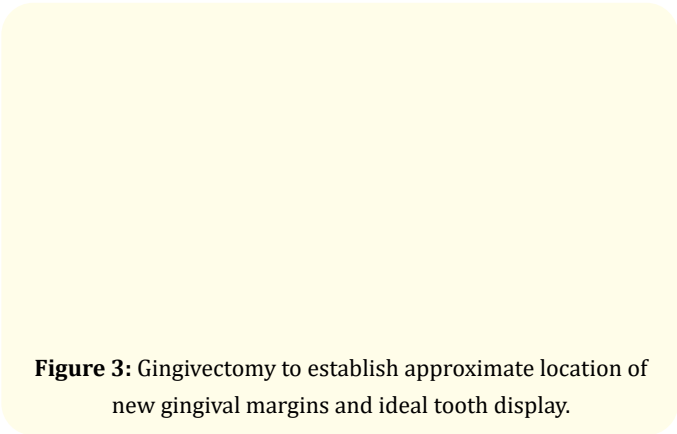 Figure 3: Gingivectomy to establish approximate location of
new gingival margins and ideal tooth display.